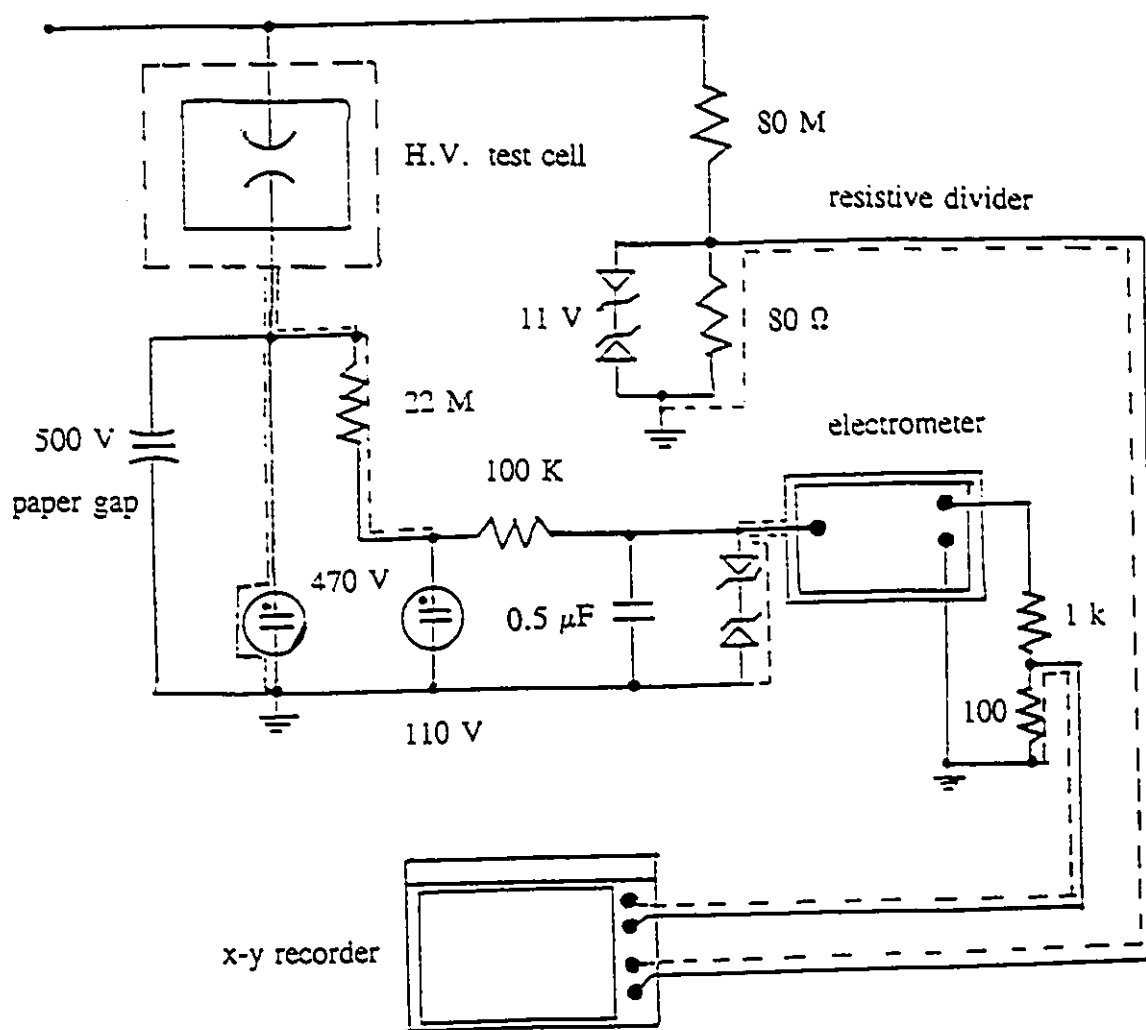 80 M
H.V. test cell
resistive divider
11 V
80 Ω
22 M
500 V
paper gap
electrometer
100 K
470 V
0.5 µF
1 k
100
110 V
x-y recorder